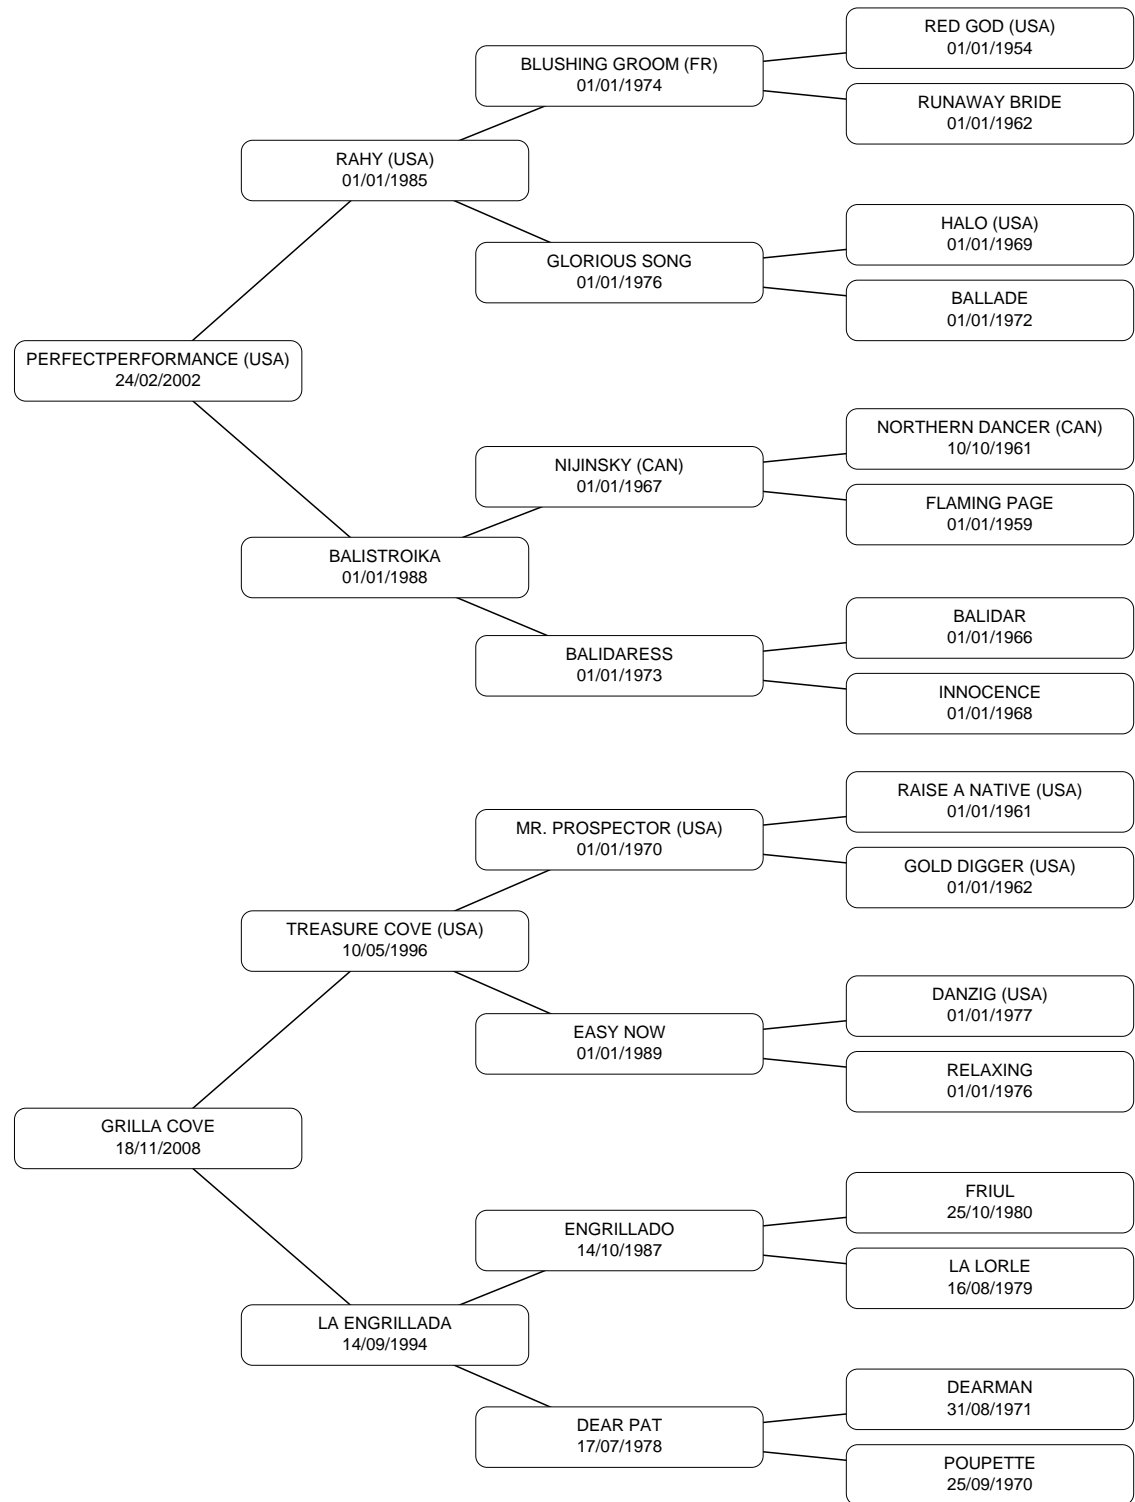 RED GOD (USA)
01/01/1954
BLUSHING GROOM (FR)
01/01/1974
RUNAWAY BRIDE
01/01/1962
RAHY (USA)
01/01/1985
HALO (USA)
01/01/1969
GLORIOUS SONG
01/01/1976
BALLADE
01/01/1972
PERFECTPERFORMANCE (USA)
24/02/2002
NORTHERN DANCER (CAN)
10/10/1961
NIJINSKY (CAN)
01/01/1967
FLAMING PAGE
01/01/1959
BALISTROIKA
01/01/1988
BALIDAR
01/01/1966
BALIDARESS
01/01/1973
INNOCENCE
01/01/1968
RAISE A NATIVE (USA)
01/01/1961
MR. PROSPECTOR (USA)
01/01/1970
GOLD DIGGER (USA)
01/01/1962
TREASURE COVE (USA)
10/05/1996
DANZIG (USA)
01/01/1977
EASY NOW
01/01/1989
RELAXING
01/01/1976
GRILLA COVE
18/11/2008
FRIUL
25/10/1980
ENGRILLADO
14/10/1987
LA LORLE
16/08/1979
LA ENGRILLADA
14/09/1994
DEARMAN
31/08/1971
DEAR PAT
17/07/1978
POUPETTE
25/09/1970